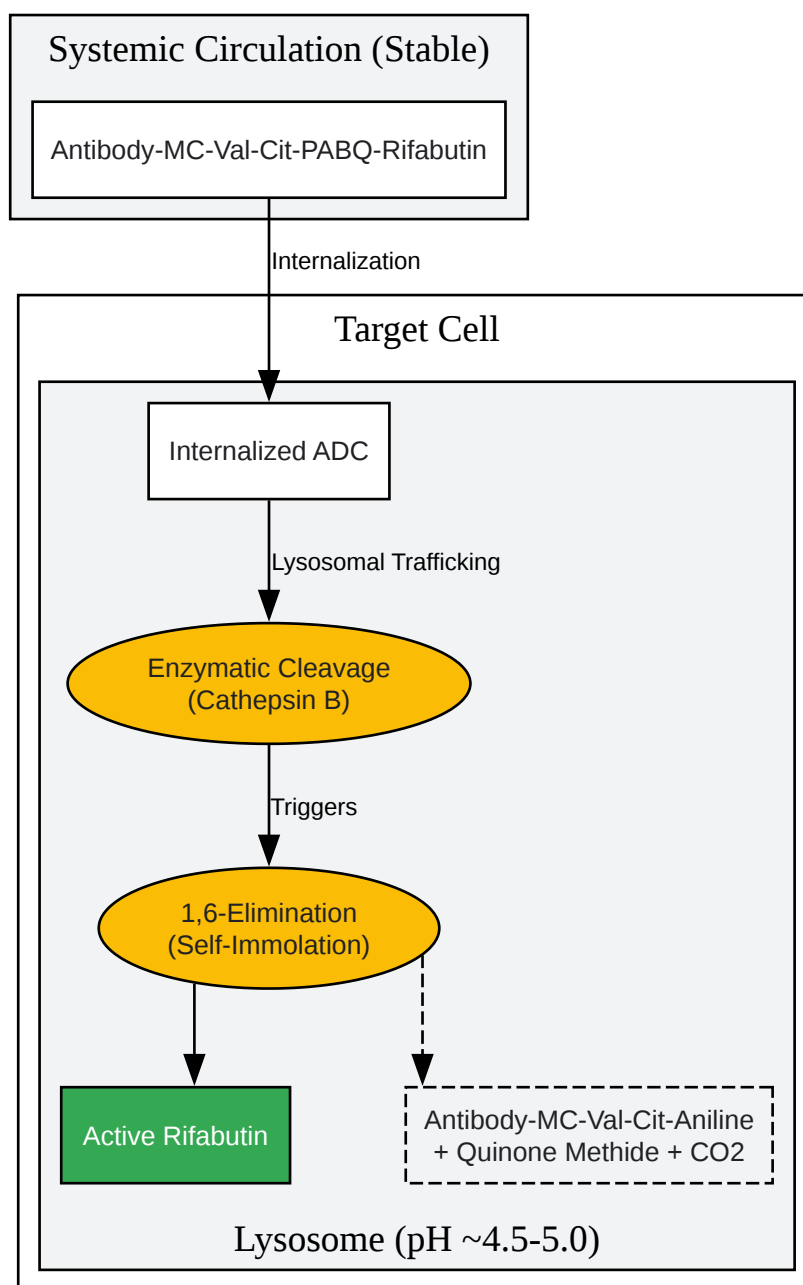 Systemic Circulation (Stable)
Antibody-MC-Val-Cit-PABQ-Rifabutin
Internalization
Target Cell
Internalized ADC
Lysosomal Trafficking
Enzymatic Cleavage
(Cathepsin B)
Triggers
1,6-Elimination
(Self-Immolation)
Active Rifabutin
Antibody-MC-Val-Cit-Aniline
+ Quinone Methide + CO2
Lysosome (pH ~4.5-5.0)